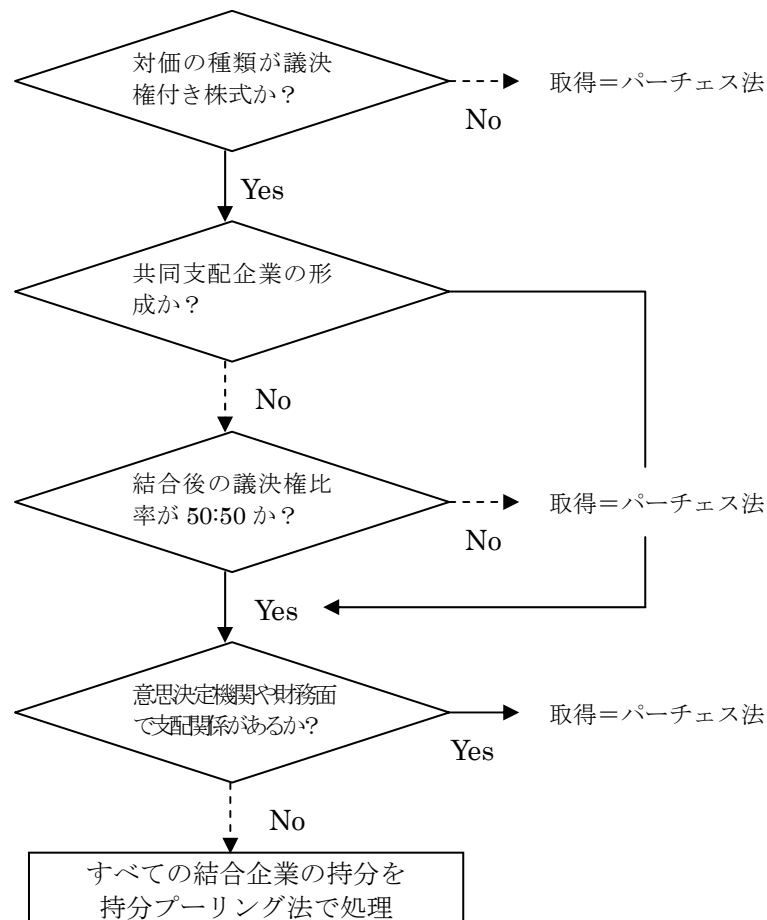 対価の種類が議決
権付き株式か？
取得＝パーチェス法
No
Yes
共同支配企業の形
成か？
No
結合後の議決権比
率が 50:50 か？
取得＝パーチェス法
No
Yes
意思決定機関や財務面
で支配関係があるか？
取得＝パーチェス法
Yes
No
すべての結合企業の持分を
持分プーリング法で処理